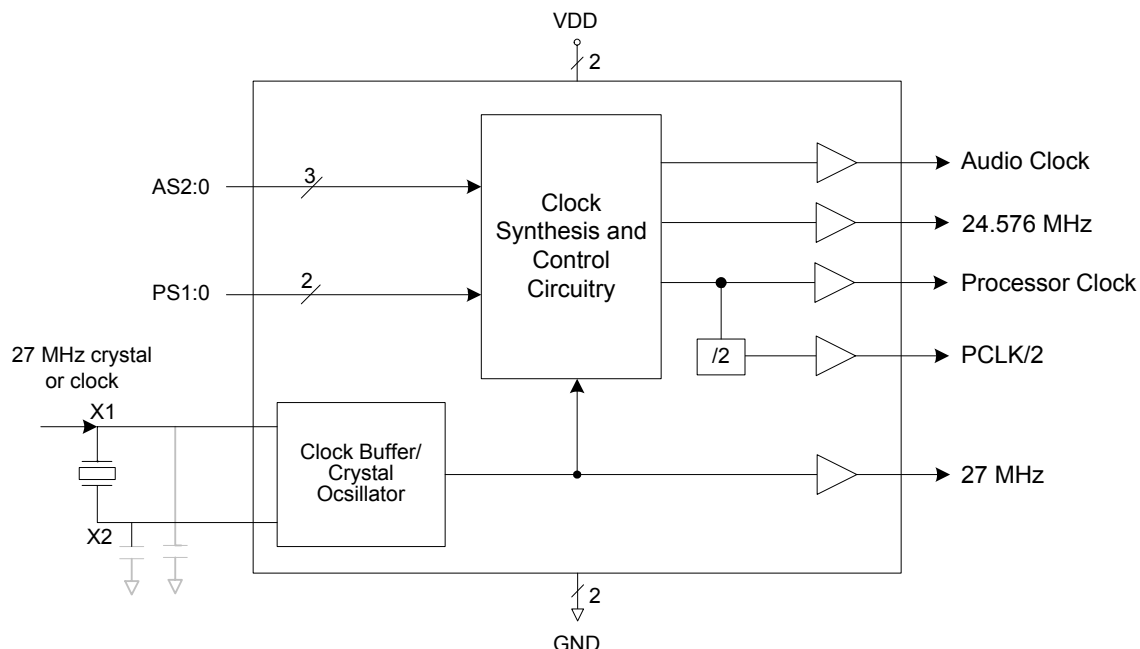 VDD
2
AS2:0
3
PS1:0
2
Clock
Synthesis and
Control
Circuitry
Audio Clock
24.576 MHz
Processor Clock
/2
PCLK/2
27 MHz crystal
or clock
X1
X2
Clock Buffer/
Crystal
Ocsillator
27 MHz
2
GND